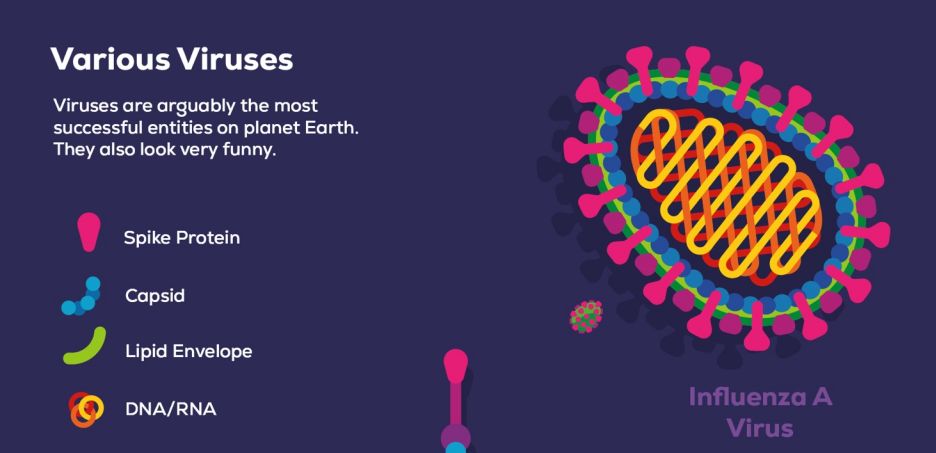 Various Viruses
Viruses are arguably the most
successful entities on planet Earth.
They also look very funny.
Spike Protein
Capsid
Lipid Envelope
DNA/RNA
Influenza A
Virus